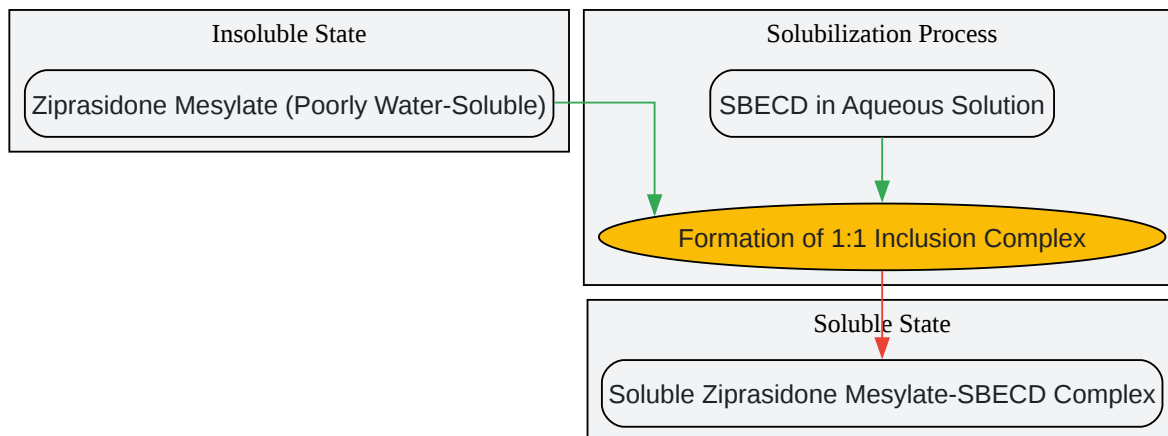 Insoluble State
Ziprasidone Mesylate (Poorly Water-Soluble)
Solubilization Process
SBECD in Aqueous Solution
Formation of 1:1 Inclusion Complex
Soluble State
Soluble Ziprasidone Mesylate-SBECD Complex